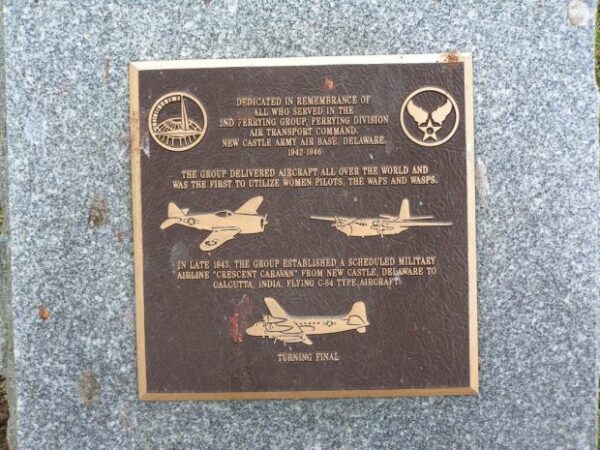 DEDICATED IN REMEMBRANCE OF
ALL WHO SERVED IN THE
2ND FERRYING GROUP, FERRYING DIVISION
AIR TRANSPORT COMMAND.
NEW CASTLE ARMY AIR BASE, DELAWARE.
1942-1946
THE GROUP DELIVERED AIRCRAFT ALL OVER THE WORLD AND
WAS THE FIRST TO UTILIZE WOMEN PILOTS, THE WAFS AND WASPS.
IN LATE 1943, THE GROUP ESTABLISHED A SCHEDULED MILITARY
AIRLINE "CRESCENT CARAVAN" FROM NEW CASTLE, DELAWARE TO
CALCUTTA, INDIA, FLYING C-54 TYPE AIRCRAFT.
TURNING FINAL